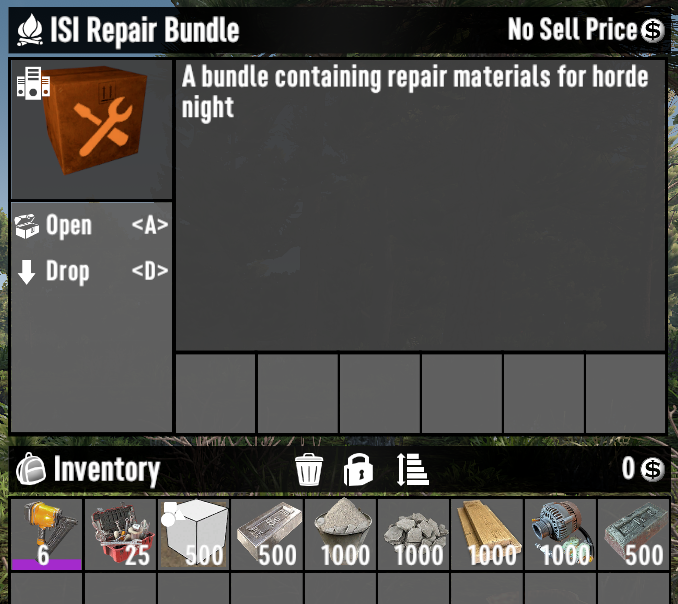 ISI Repair Bundle
No Sell Price
A bundle containing repair materials for horde
night
Open <A>
Drop <D>
Inventory
0
6 25 500 500 1000 1000 1000 1000 500